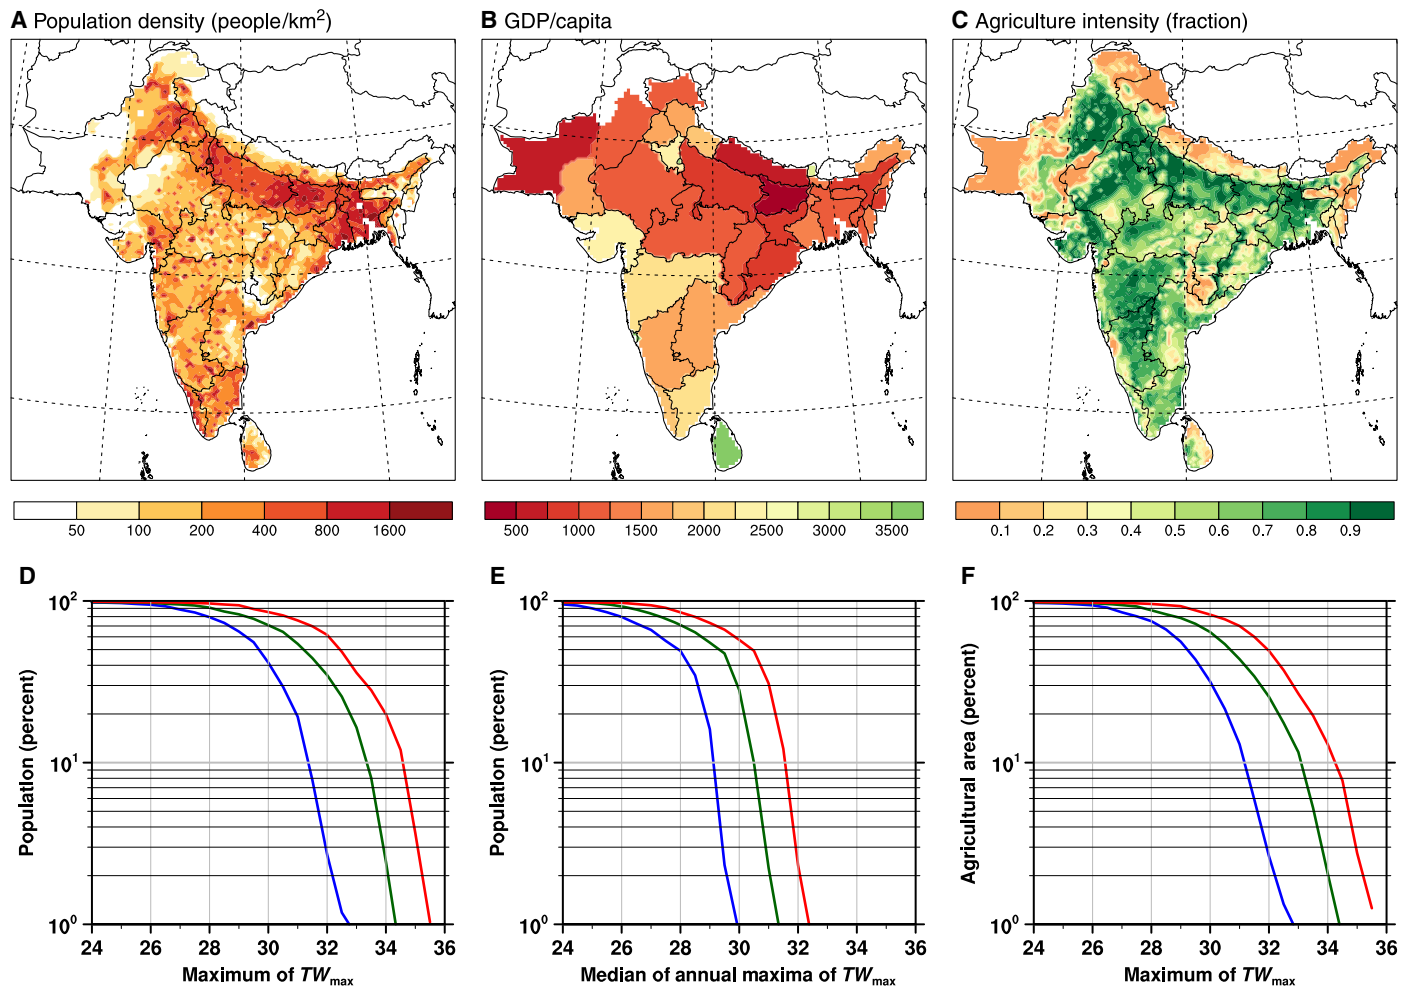 A Population density (people/km²)
B GDP/capita
C Agriculture intensity (fraction)
50 100 200 400 800 1600
500 1000 1500 2000 2500 3000 3500
0.1 0.2 0.3 0.4 0.5 0.6 0.7 0.8 0.9
D
10² 10¹ 10⁰
Population (percent)
24 26 28 30 32 34 36
Maximum of TWmax
E
10² 10¹ 10⁰
Population (percent)
24 26 28 30 32 34 36
Median of annual maxima of TWmax
F
10² 10¹ 10⁰
Agricultural area (percent)
24 26 28 30 32 34 36
Maximum of TWmax